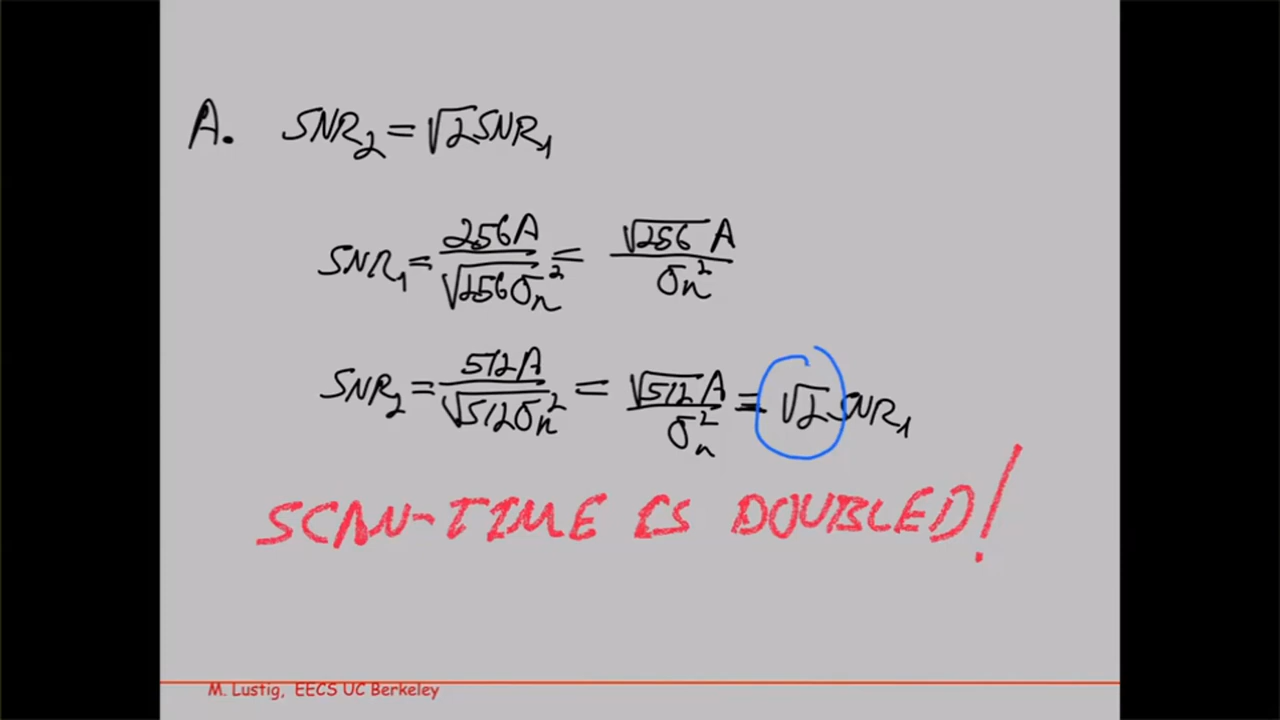 A. SNR₂ = √2 SNR₁
SNR₁ = 256A / √256σₙ² = √256 A / σₙ²
SNR₂ = 512A / √512σₙ² = √512 A / σₙ² = √2 SNR₁
SCAN-TIME IS DOUBLED!
M. Lustig, EECS UC Berkeley